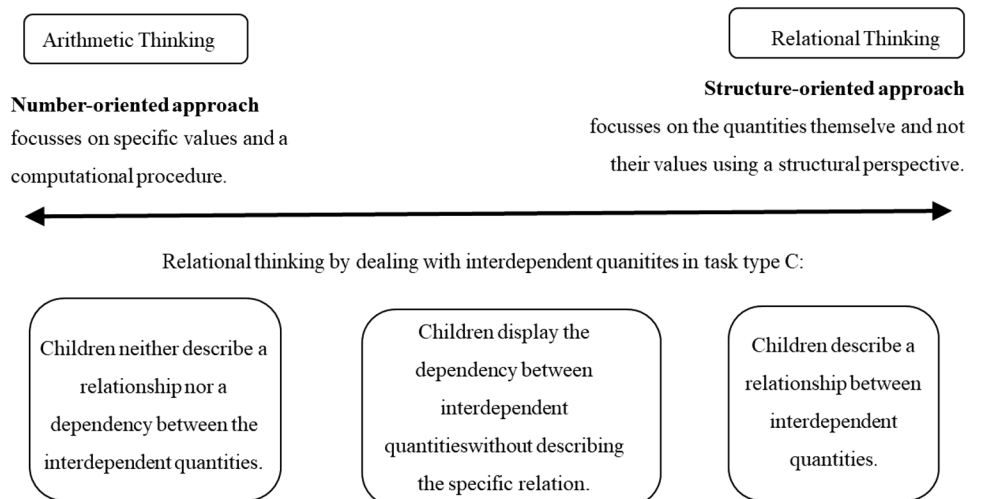 Arithmetic Thinking
Relational Thinking
Number-oriented approach
focusses on specific values and a
computational procedure.
Structure-oriented approach
focusses on the quantities themselve and not
their values using a structural perspective.
Relational thinking by dealing with interdependent quanitites in task type C:
Children neither describe a
relationship nor a
dependency between the
interdependent quantities.
Children display the
dependency between
interdependent
quantitieswithout describing
the specific relation.
Children describe a
relationship between
interdependent
quantities.